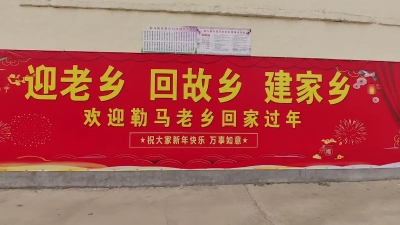 迎老乡 回故乡 建家乡
欢迎勒马老乡回家过年
★祝大家新年快乐 万事如意★